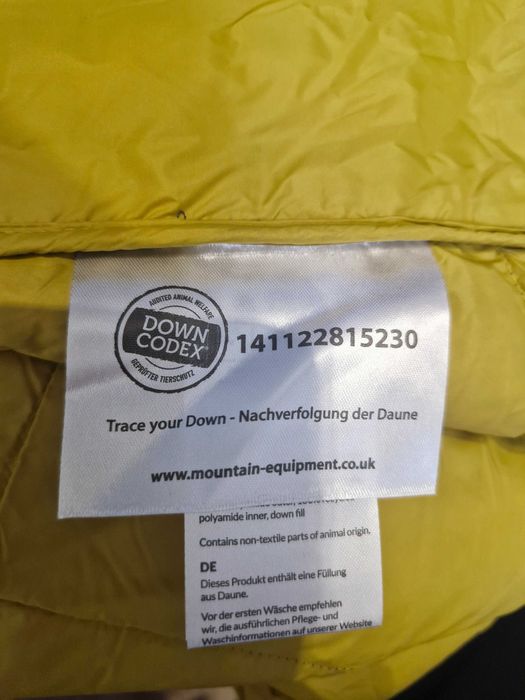 AUDITED ANIMAL WELFARE
DOWN
CODEX®
GEPRÜFTER TIERSCHUTZ
141122815230
Trace your Down - Nachverfolgung der Daune
www.mountain-equipment.co.uk
polyamide inner, down fill
Contains non-textile parts of animal origin.
DE
Dieses Produkt enthält eine Füllung
aus Daune.
Vor der ersten Wäsche empfehlen
wir, die ausführlichen Pflege- und
Waschinformationen auf unserer Website